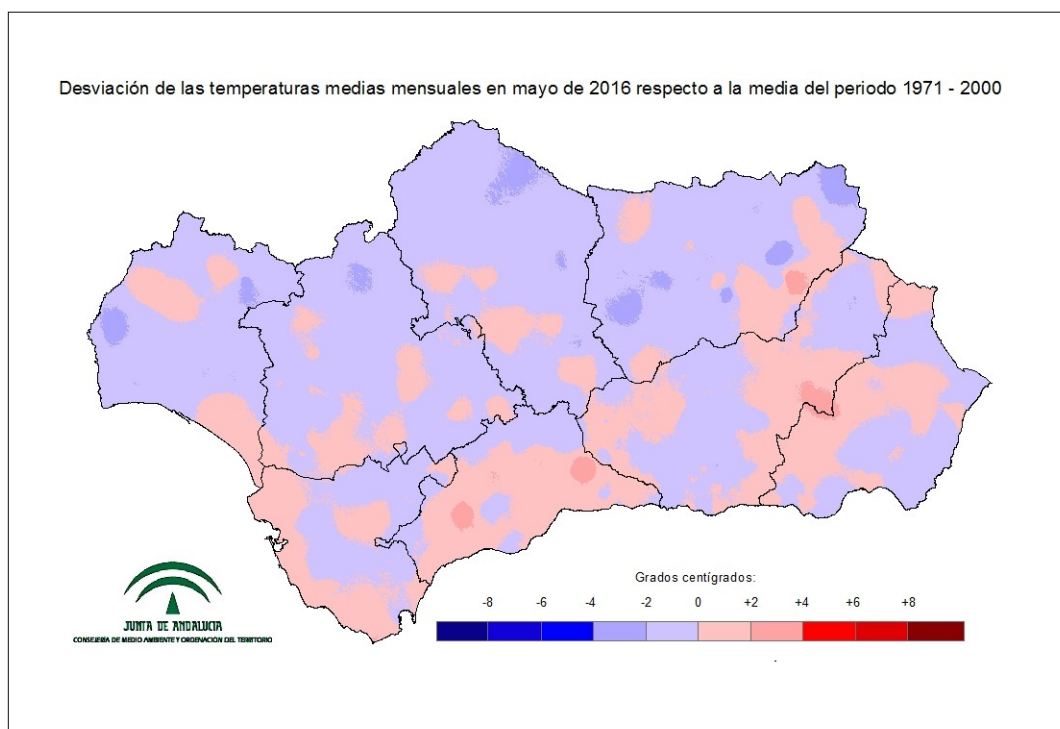 Desviación de las temperaturas medias mensuales en mayo de 2016 respecto a la media del periodo 1971 - 2000
Grados centígrados:
-8 -6 -4 -2 0 +2 +4 +6 +8
JUNTA DE ANDALUCIA
CONSEJERÍA DE MEDIO AMBIENTE Y ORDENACIÓN DEL TERRITORIO